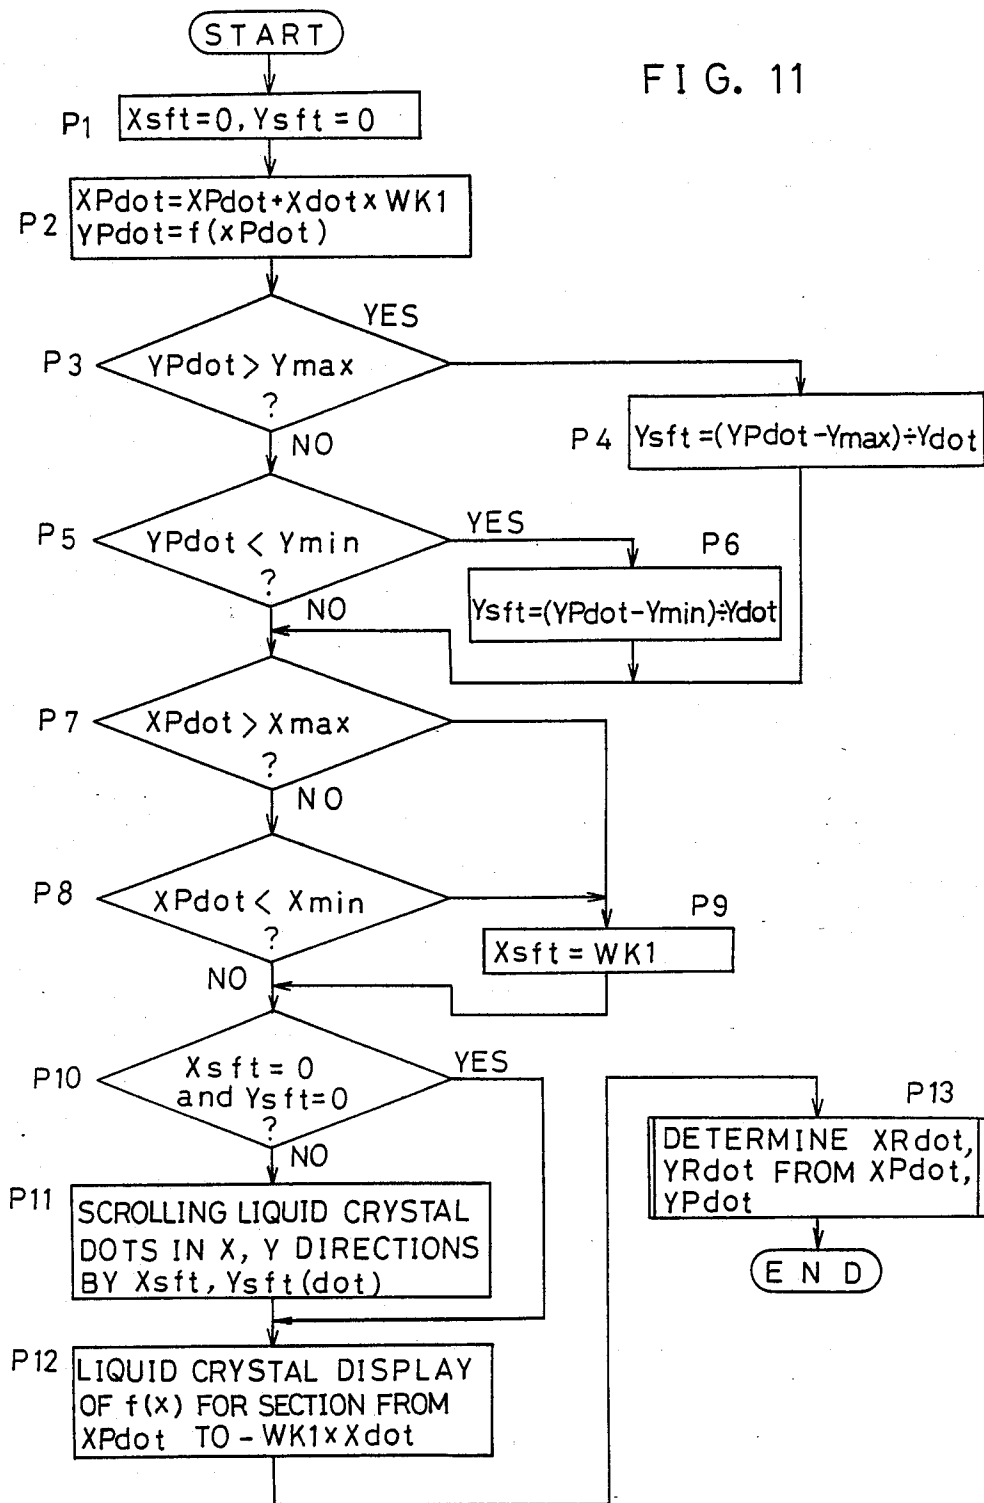 START
FIG. 11
P1
Xsft=0, Ysft=0
P2
XPdot=XPdot+Xdot×WK1
YPdot=f(xPdot)
YES
P3
YPdot>Ymax
?
NO
P4
Ysft=(YPdot-Ymax)÷Ydot
P5
YPdot<Ymin
?
YES
NO
P6
Ysft=(YPdot-Ymin)÷Ydot
P7
XPdot>Xmax
?
NO
P8
XPdot<Xmin
?
NO
P9
Xsft=WK1
P10
Xsft=0
and Ysft=0
?
YES
NO
P11
SCROLLING LIQUID CRYSTAL
DOTS IN X, Y DIRECTIONS
BY Xsft, Ysft(dot)
P12
LIQUID CRYSTAL DISPLAY
OF f(x) FOR SECTION FROM
XPdot TO -WK1×Xdot
P13
DETERMINE XRdot,
YRdot FROM XPdot,
YPdot
END